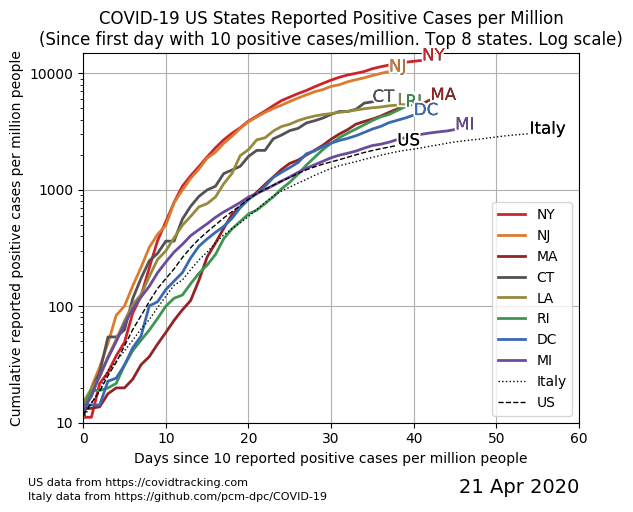 COVID-19 US States Reported Positive Cases per Million
(Since first day with 10 positive cases/million. Top 8 states. Log scale)
Cumulative reported positive cases per million people
10000
1000
100
10
NY
NJ
CT
LA
RI
MA
DC
MI
US
Italy
NY
NJ
MA
CT
LA
RI
DC
MI
Italy
US
0 10 20 30 40 50 60
Days since 10 reported positive cases per million people
US data from https://covidtracking.com
Italy data from https://github.com/pcm-dpc/COVID-19
21 Apr 2020